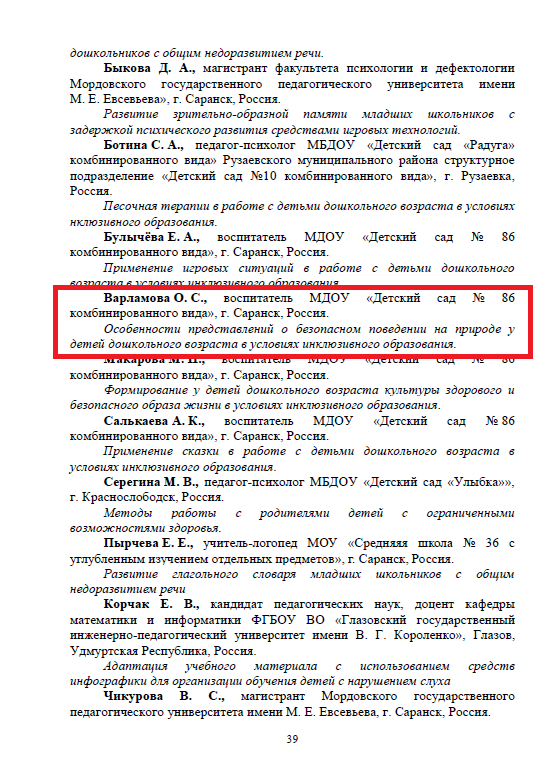 дошкольников с общим недоразвитием речи.
Быкова Д. А., магистрант факультета психологии и дефектологии
Мордовского государственного педагогического университета имени
М. Е. Евсевьева», г. Саранск, Россия.
Развитие зрительно-образной памяти младших школьников с
задержкой психического развития средствами игровых технологий.
Ботина С. А., педагог-психолог МБДОУ «Детский сад «Радуга»
комбинированного вида» Рузаевского муниципального района структурное
подразделение «Детский сад №10 комбинированного вида», г. Рузаевка,
Россия.
Песочная терапии в работе с детьми дошкольного возраста в условиях
нклюзивного образования.
Булычёва Е. А., воспитатель МДОУ «Детский сад № 86
комбинированного вида», г. Саранск, Россия.
Применение игровых ситуаций в работе с детьми дошкольного
возраста в условиях инклюзивного образования.
Варламова О. С., воспитатель МДОУ «Детский сад № 86
комбинированного вида», г. Саранск, Россия.
Особенности представлений о безопасном поведении на природе у
детей дошкольного возраста в условиях инклюзивного образования.
Макарова М. П., воспитатель МДОУ «Детский сад № 86
комбинированного вида», г. Саранск, Россия.
Формирование у детей дошкольного возраста культуры здорового и
безопасного образа жизни в условиях инклюзивного образования.
Салькаева А. К., воспитатель МДОУ «Детский сад № 86
комбинированного вида», г. Саранск, Россия.
Применение сказки в работе с детьми дошкольного возраста в
условиях инклюзивного образования.
Серегина М. В., педагог-психолог МБДОУ «Детский сад «Улыбка»»,
г. Краснослободск, Россия.
Методы работы с родителями детей с ограниченными
возможностями здоровья.
Пырчева Е. Е., учитель-логопед МОУ «Средняяя школа № 36 с
углубленным изучением отдельных предметов», г. Саранск, Россия.
Развитие глагольного словаря младших школьников с общим
недоразвитием речи
Корчак Е. В., кандидат педагогических наук, доцент кафедры
математики и информатики ФГБОУ ВО «Глазовский государственный
инженерно-педагогический университет имени В. Г. Короленко», Глазов,
Удмуртская Республика, Россия.
Адаптация учебного материала с использованием средств
инфографики для организации обучения детей с нарушением слуха
Чикурова В. С., магистрант Мордовского государственного
педагогического университета имени М. Е. Евсевьева, г. Саранск, Россия.
39